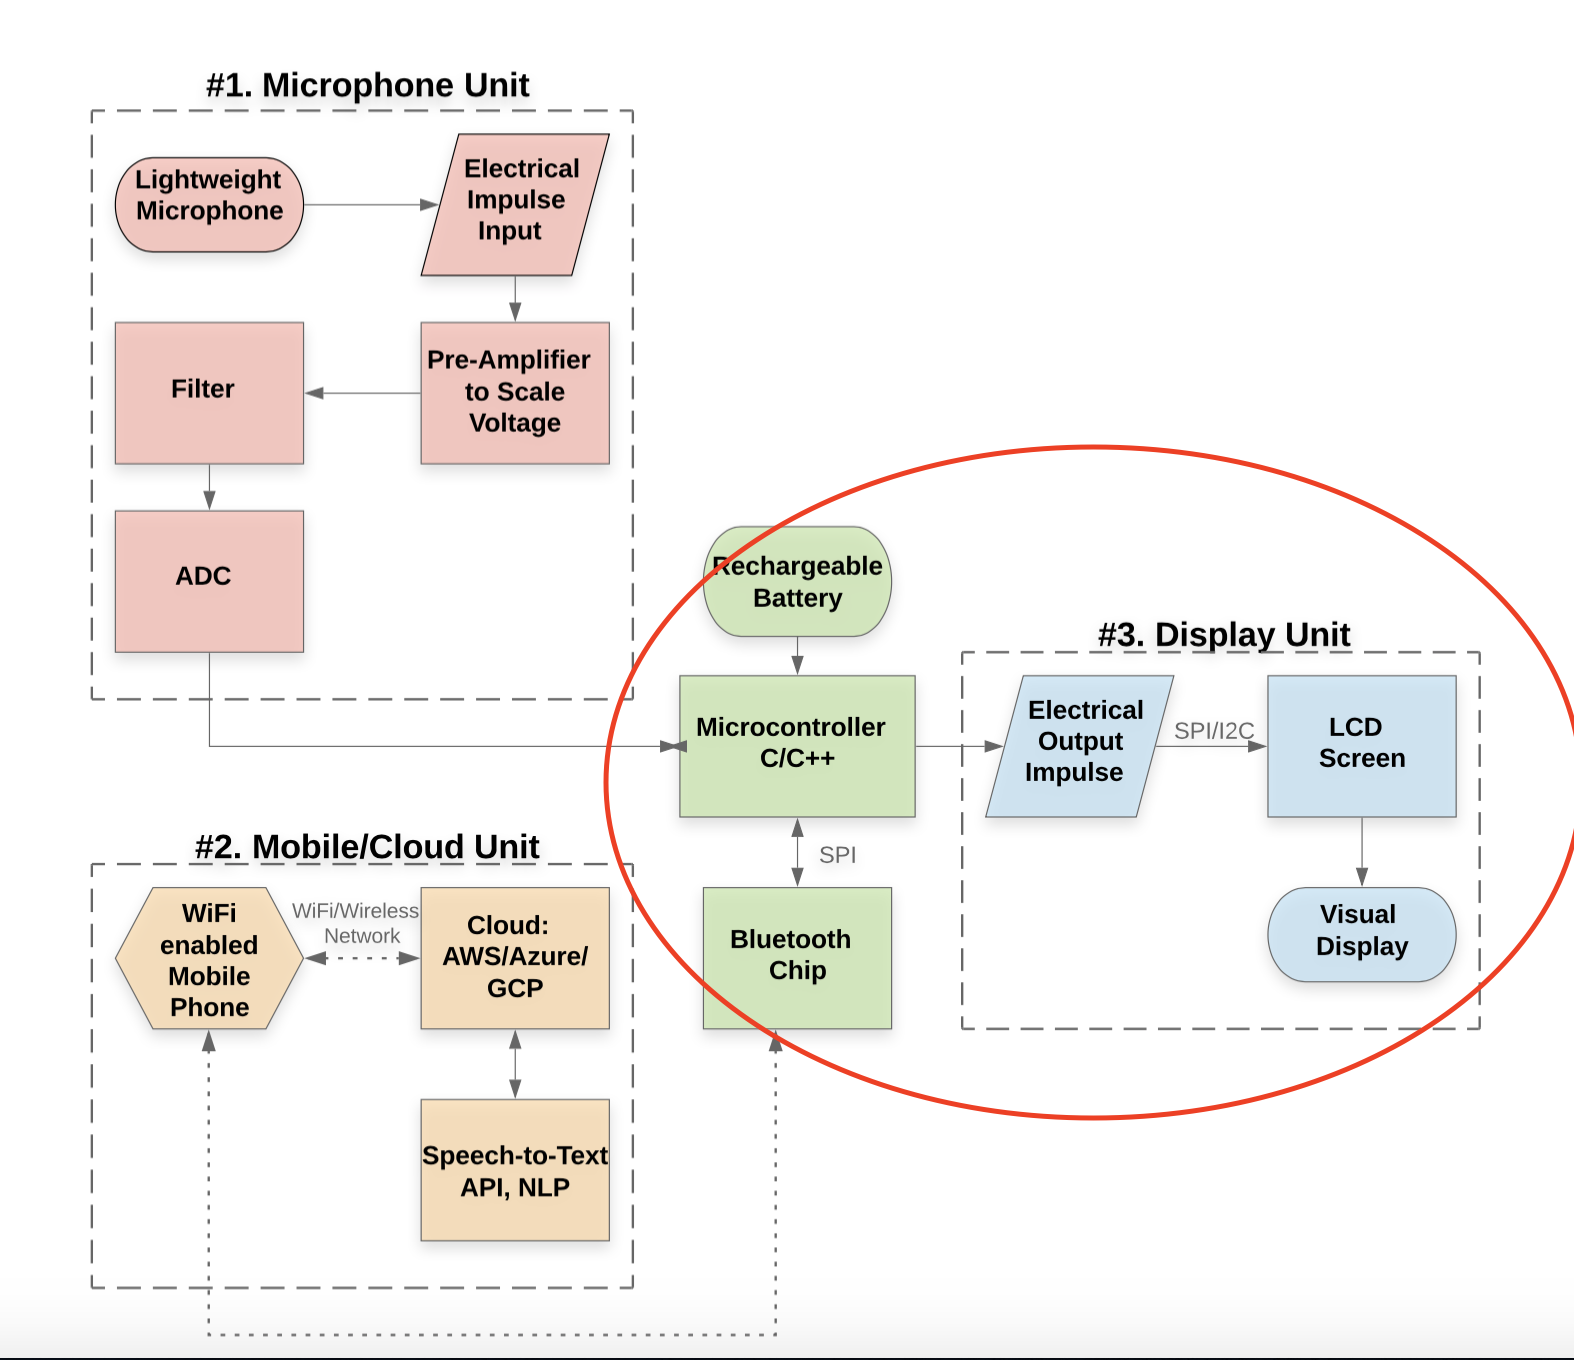 #1. Microphone Unit
Lightweight
Microphone
Electrical
Impulse
Input
Filter
Pre-Amplifier
to Scale
Voltage
ADC
Rechargeable
Battery
Microcontroller
C/C++
SPI
Bluetooth
Chip
#3. Display Unit
Electrical
Output
Impulse
SPI/I2C
LCD
Screen
Visual
Display
#2. Mobile/Cloud Unit
WiFi
enabled
Mobile
Phone
WiFi/Wireless
Network
Cloud:
AWS/Azure/
GCP
Speech-to-Text
API, NLP